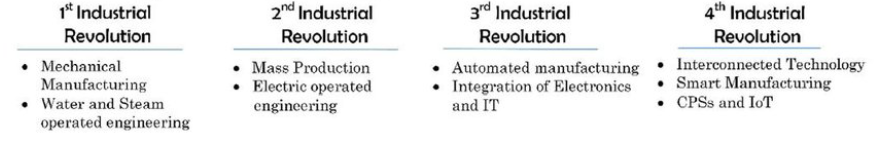 1st Industrial
Revolution
• Mechanical
Manufacturing
• Water and Steam
operated engineering
2nd Industrial
Revolution
• Mass Production
• Electric operated
engineering
3rd Industrial
Revolution
• Automated manufacturing
• Integration of Electronics
and IT
4th Industrial
Revolution
• Interconnected Technology
• Smart Manufacturing
• CPSs and IoT